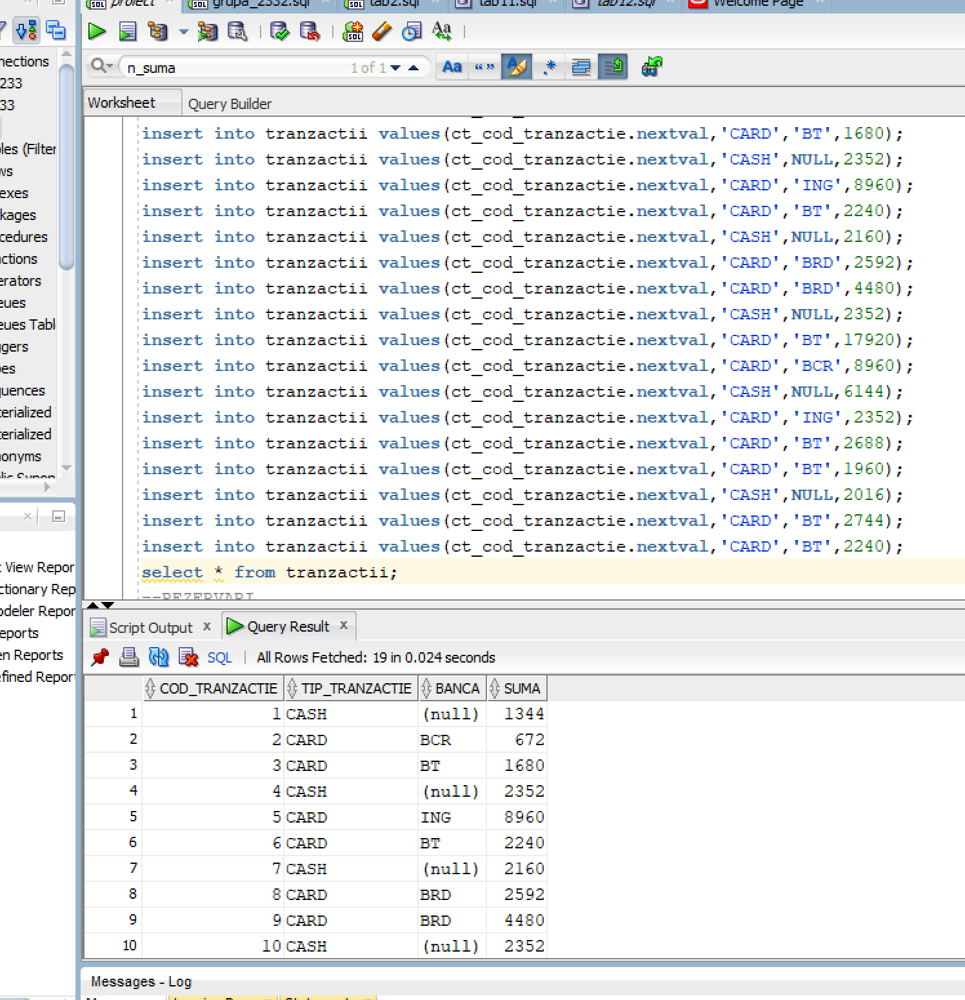 project
grupa_2332.sql
tab2.sql
tab11.sql
tab12.sql
Welcome Page
n_suma
1 of 1
Aa
Worksheet
Query Builder
nections
233
33
les (Filter
ws
exes
kages
cedures
ctions
erators
eues
eues Tabl
ggers
pes
quences
terialized
terialized
nonyms
lic Synon
insert into tranzactii values(ct_cod_tranzactie.nextval,'CARD','BT',1680);
insert into tranzactii values(ct_cod_tranzactie.nextval,'CASH',NULL,2352);
insert into tranzactii values(ct_cod_tranzactie.nextval,'CARD','ING',8960);
insert into tranzactii values(ct_cod_tranzactie.nextval,'CARD','BT',2240);
insert into tranzactii values(ct_cod_tranzactie.nextval,'CASH',NULL,2160);
insert into tranzactii values(ct_cod_tranzactie.nextval,'CARD','BRD',2592);
insert into tranzactii values(ct_cod_tranzactie.nextval,'CARD','BRD',4480);
insert into tranzactii values(ct_cod_tranzactie.nextval,'CASH',NULL,2352);
insert into tranzactii values(ct_cod_tranzactie.nextval,'CARD','BT',17920);
insert into tranzactii values(ct_cod_tranzactie.nextval,'CARD','BCR',8960);
insert into tranzactii values(ct_cod_tranzactie.nextval,'CASH',NULL,6144);
insert into tranzactii values(ct_cod_tranzactie.nextval,'CARD','ING',2352);
insert into tranzactii values(ct_cod_tranzactie.nextval,'CARD','BT',2688);
insert into tranzactii values(ct_cod_tranzactie.nextval,'CARD','BT',1960);
insert into tranzactii values(ct_cod_tranzactie.nextval,'CASH',NULL,2016);
insert into tranzactii values(ct_cod_tranzactie.nextval,'CARD','BT',2744);
insert into tranzactii values(ct_cod_tranzactie.nextval,'CARD','BT',2240);
select * from tranzactii;
--REZERVARI
t View Repor
ctionary Rep
odeler Repor
eports
en Reports
efined Report
Script Output x
Query Result x
SQL | All Rows Fetched: 19 in 0.024 seconds
COD_TRANZACTIE TIP_TRANZACTIE BANCA SUMA
1 1 CASH (null) 1344
2 2 CARD BCR 672
3 3 CARD BT 1680
4 4 CASH (null) 2352
5 5 CARD ING 8960
6 6 CARD BT 2240
7 7 CASH (null) 2160
8 8 CARD BRD 2592
9 9 CARD BRD 4480
10 10 CASH (null) 2352
Messages - Log